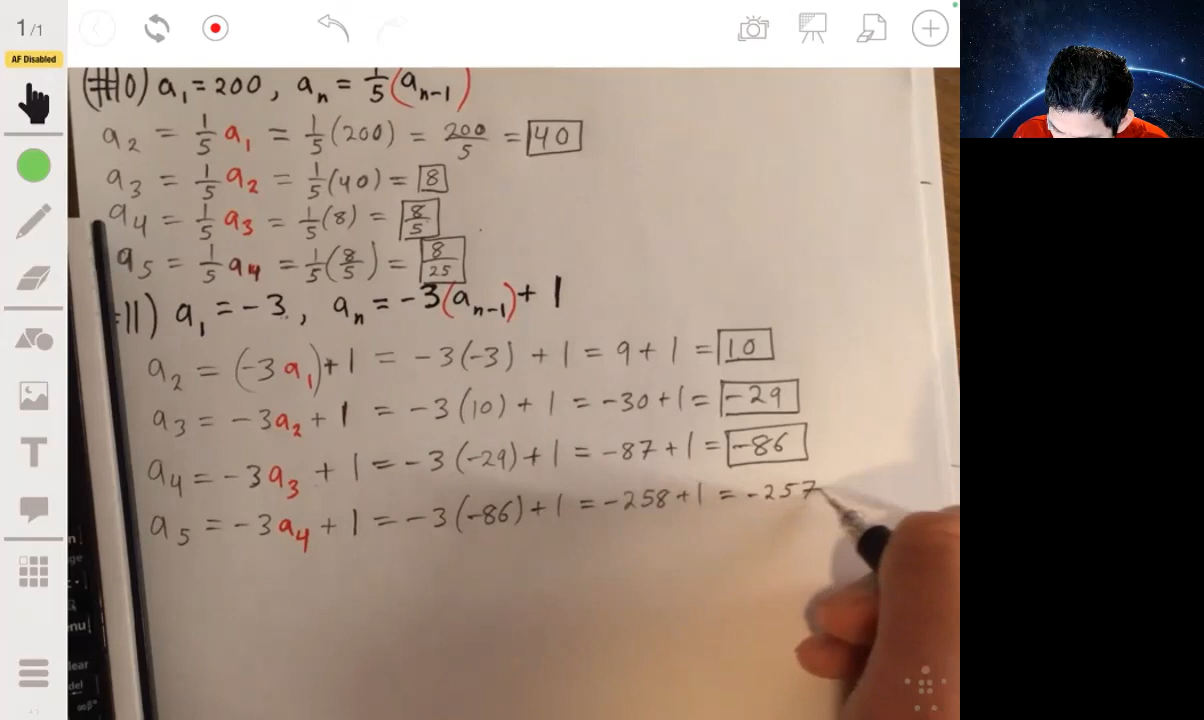 1/1
AF Disabled
(#10) a₁ = 200, aₙ = 1/5(aₙ₋₁)
a₂ = 1/5 a₁ = 1/5(200) = 200/5 = 40
a₃ = 1/5 a₂ = 1/5(40) = 8
a₄ = 1/5 a₃ = 1/5(8) = 8/5
a₅ = 1/5 a₄ = 1/5(8/5) = 8/25
11) a₁ = -3, aₙ = -3(aₙ₋₁) + 1
a₂ = (-3a₁) + 1 = -3(-3) + 1 = 9 + 1 = 10
a₃ = -3a₂ + 1 = -3(10) + 1 = -30 + 1 = -29
a₄ = -3a₃ + 1 = -3(-29) + 1 = -87 + 1 = -86
a₅ = -3a₄ + 1 = -3(-86) + 1 = -258 + 1 = -257
T
nu
lear
del